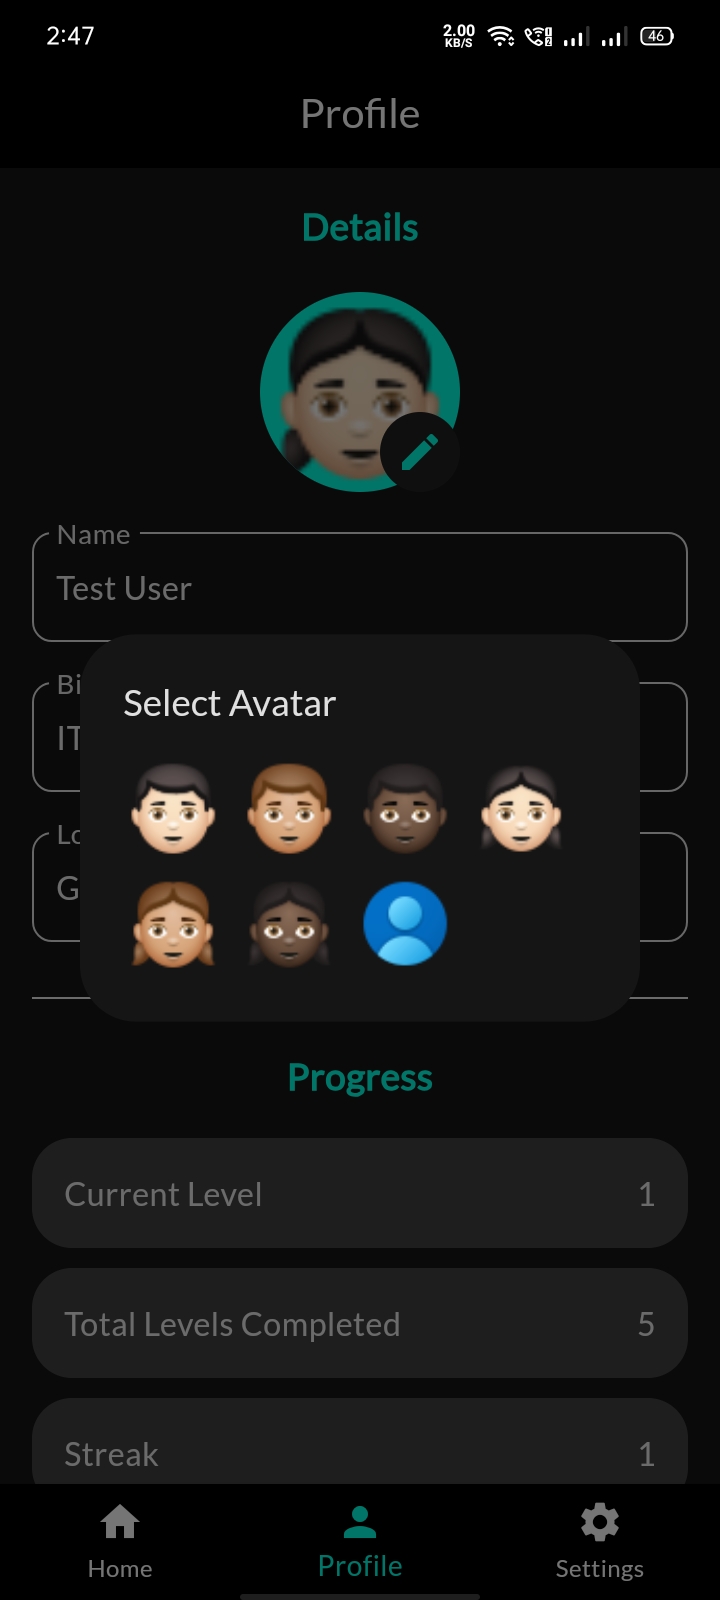 2:47
2.00
KB/S
46
Profile
Details
Name
Test User
Bi
IT
Select Avatar
Lo
G
Progress
Current Level 1
Total Levels Completed 5
Streak 1
Home Profile Settings